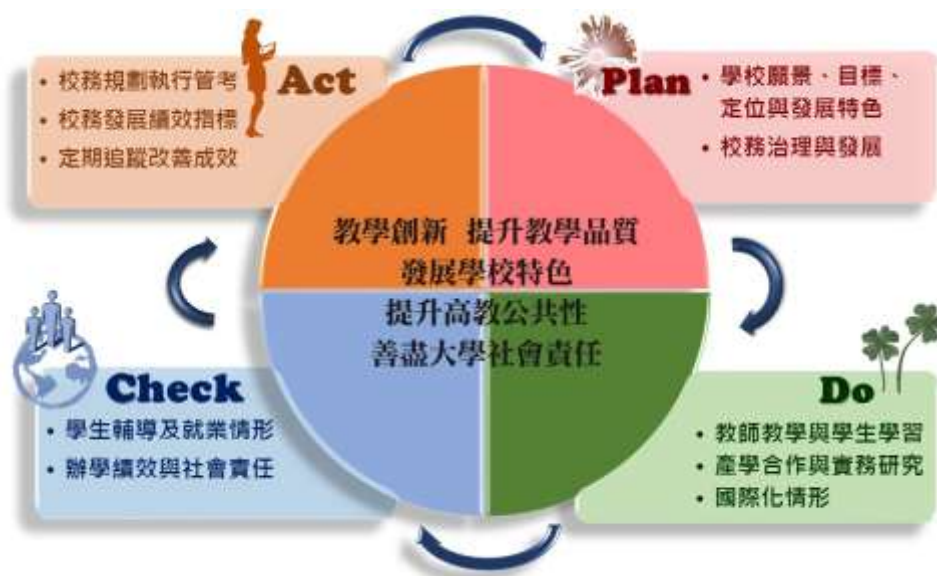 Act
• 校務規劃執行管考
• 校務發展績效指標
• 定期追蹤改善成效
Plan
• 學校願景、目標、
定位與發展特色
• 校務治理與發展
教學創新 提升教學品質
發展學校特色
提升高教公共性
善盡大學社會責任
Check
• 學生輔導及就業情形
• 辦學績效與社會責任
Do
• 教師教學與學生學習
• 產學合作與實務研究
• 國際化情形